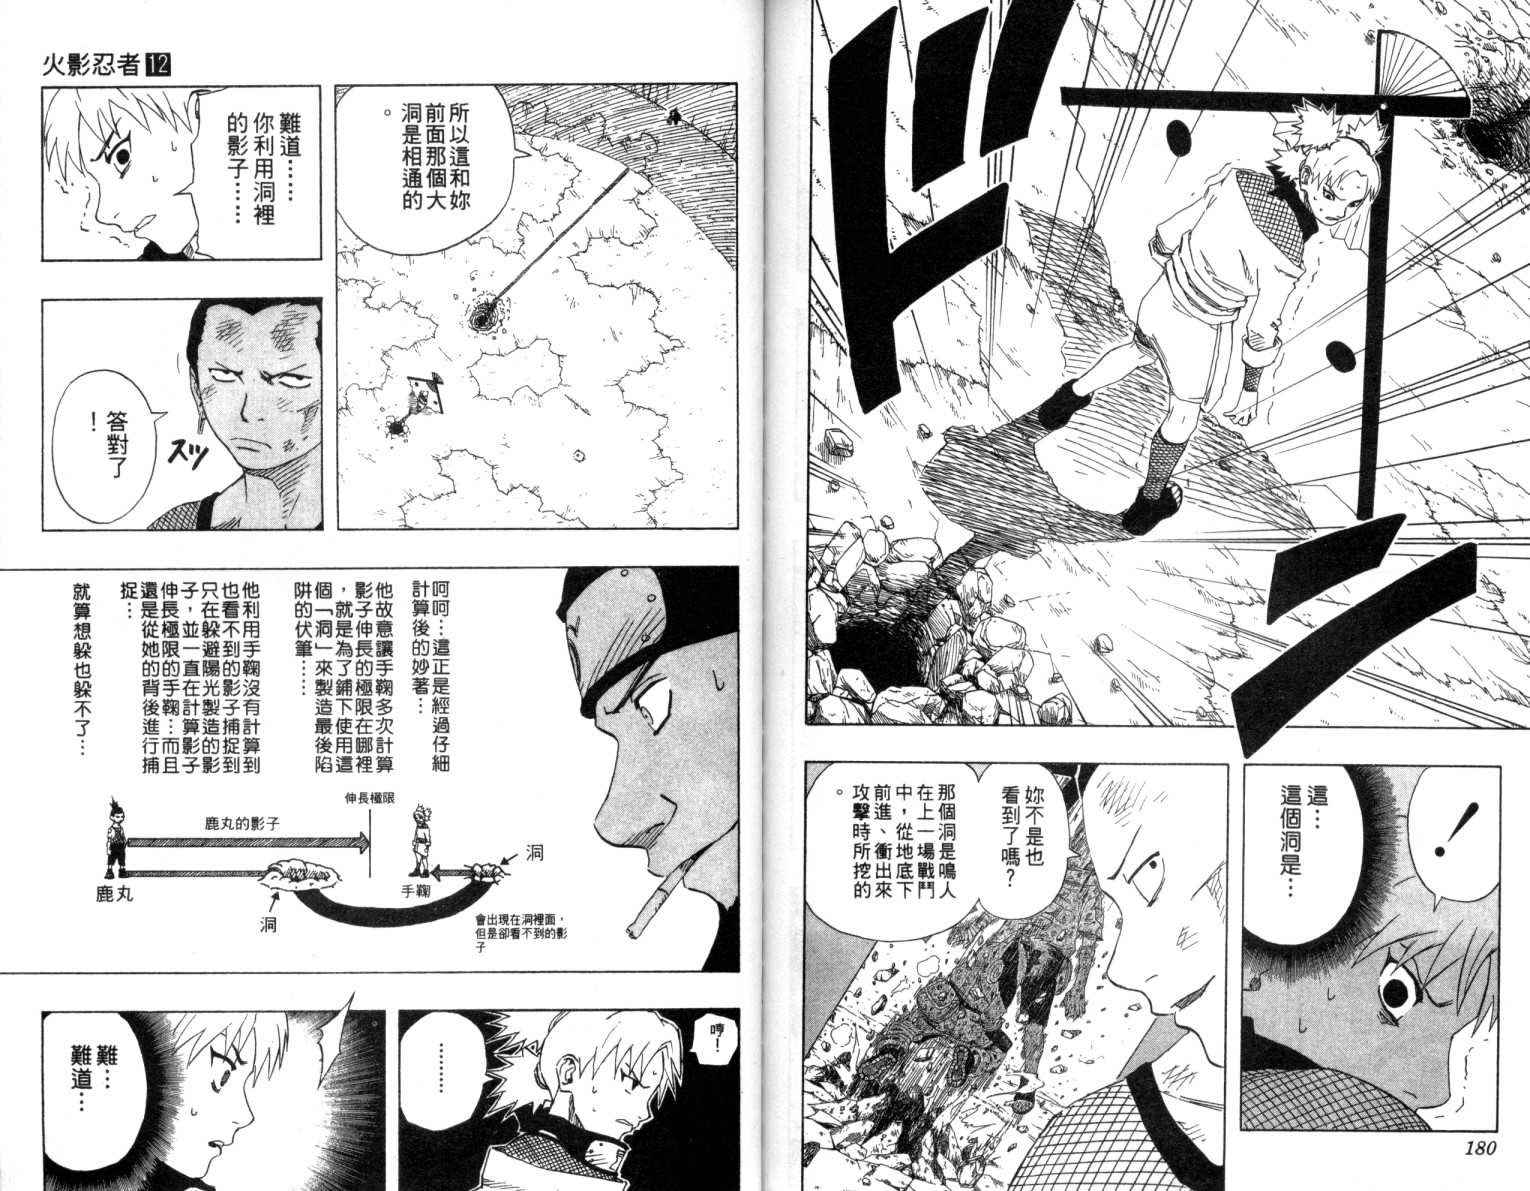 ド
ド
ン
！
這…
這個洞是…
妳不是也
看到了嗎？
那個洞是鳴人
在上一場戰鬥
中，從地底下
前進、衝出來
攻擊時所挖的
。
180
火影忍者12
所以這和妳
前面那個大
洞是相通的
。
難道……
你利用洞裡
的影子……
答對了
！
スッ
呵呵…這正是經過仔細
計算後的妙著…
他故意讓手鞠多次計算
影子伸長的極限在哪裡
，就是為了鋪下使用這
個「洞」來製造最後陷
阱的伏筆……
他利用手鞠沒有計算到
也看不到的影子捕捉到
只在躲避陽光製造的影
子，並一直在計算影子
伸長極限的手鞠…而且
還是從她的背後進行捕
捉…
就算想躲也躲不了…
伸長極限
鹿丸的影子
鹿丸
洞
手鞠
洞
會出現在洞裡面，
但是卻看不到的影
子
哼！
………
難…
難道…